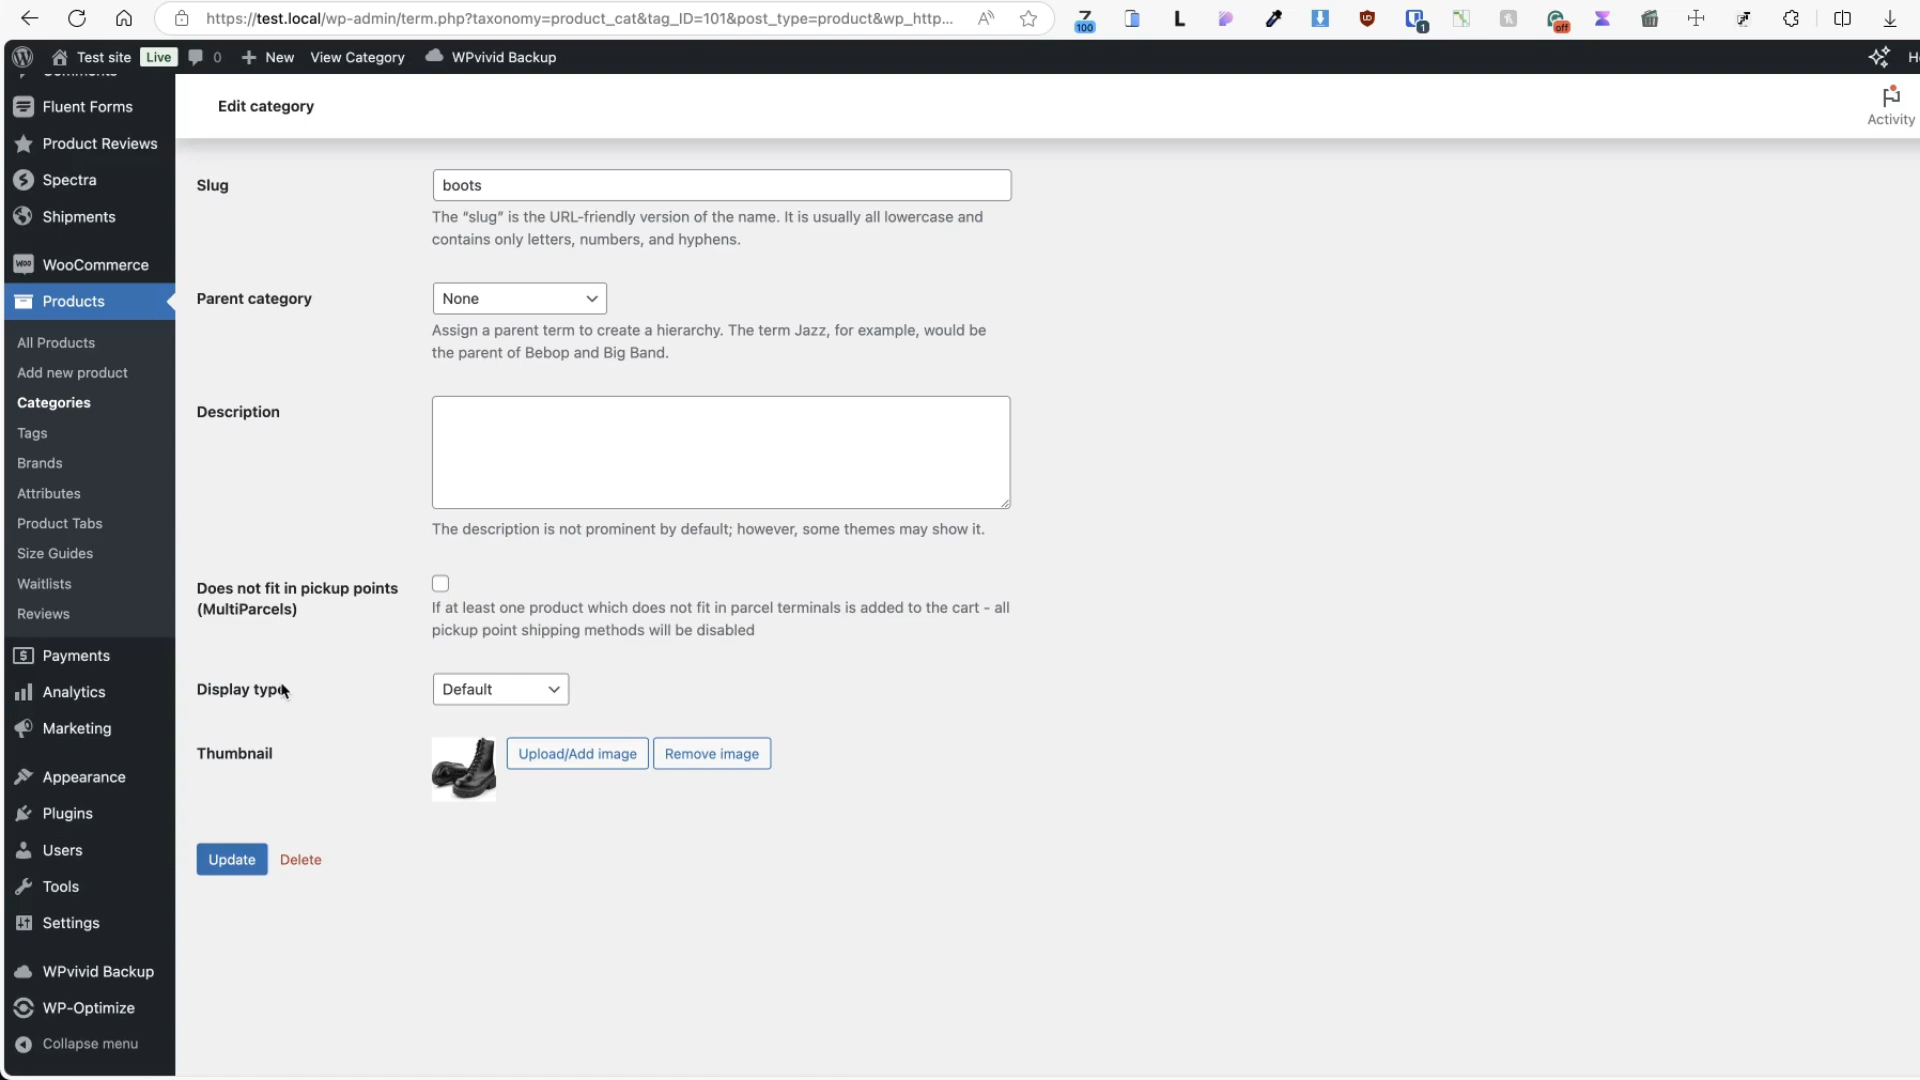 https://test.local/wp-admin/term.php?taxonomy=product_cat&tag_ID=101&post_type=product&wp_http...
A
100
L
UD
1
off
Test site
Live
0
New
View Category
WPvivid Backup
Edit category
Activity
Fluent Forms
Product Reviews
Spectra
Shipments
WooCommerce
Products
All Products
Add new product
Categories
Tags
Brands
Attributes
Product Tabs
Size Guides
Waitlists
Reviews
Payments
Analytics
Marketing
Appearance
Plugins
Users
Tools
Settings
WPvivid Backup
WP-Optimize
Collapse menu
Slug
boots
The “slug” is the URL-friendly version of the name. It is usually all lowercase and
contains only letters, numbers, and hyphens.
Parent category
None
Assign a parent term to create a hierarchy. The term Jazz, for example, would be
the parent of Bebop and Big Band.
Description
The description is not prominent by default; however, some themes may show it.
Does not fit in pickup points
(MultiParcels)
If at least one product which does not fit in parcel terminals is added to the cart - all
pickup point shipping methods will be disabled
Display type
Default
Thumbnail
Upload/Add image
Remove image
Update
Delete